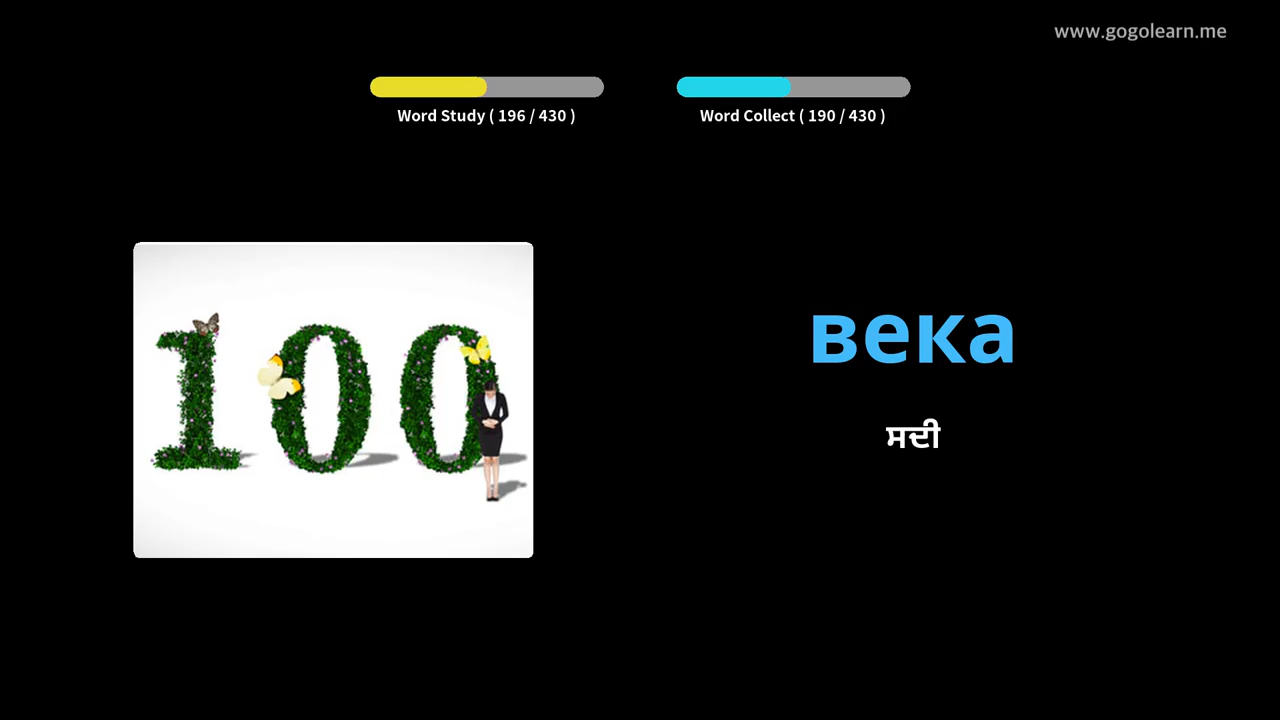 www.gogolearn.me
Word Study ( 196 / 430 )
Word Collect ( 190 / 430 )
100
века
ਸਦੀ